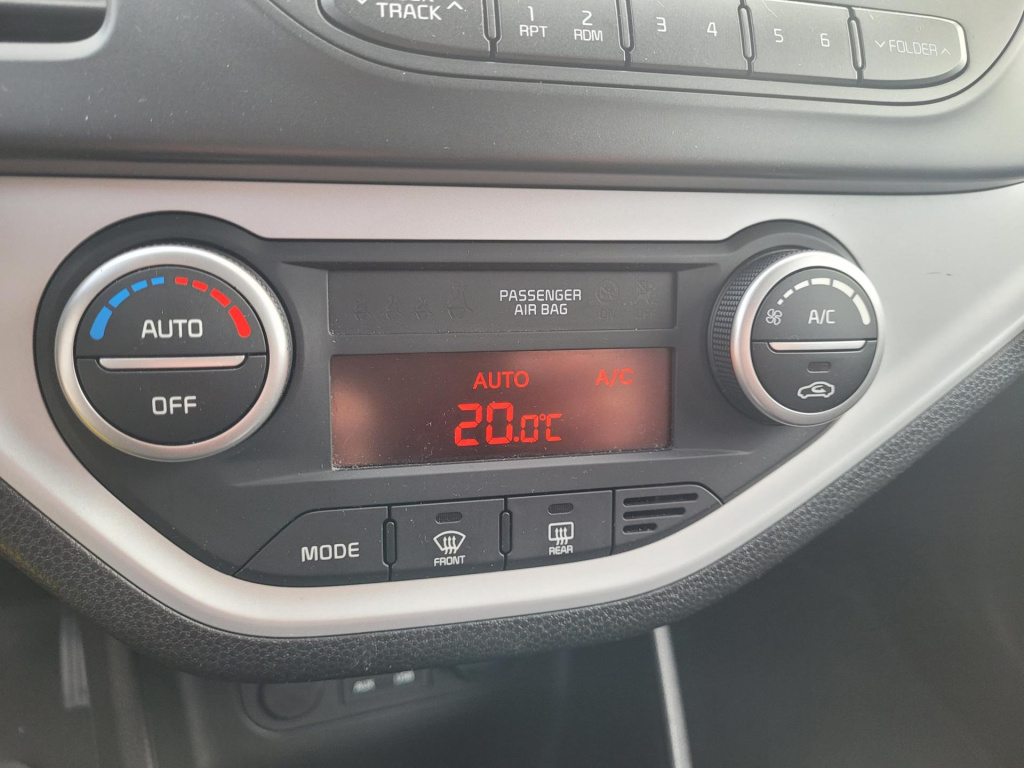 TRACK
1 RPT
2 RDM
3
4
5
6
FOLDER
PASSENGER
AIR BAG
AUTO
OFF
AUTO A/C
20.0°C
A/C
MODE
FRONT
REAR